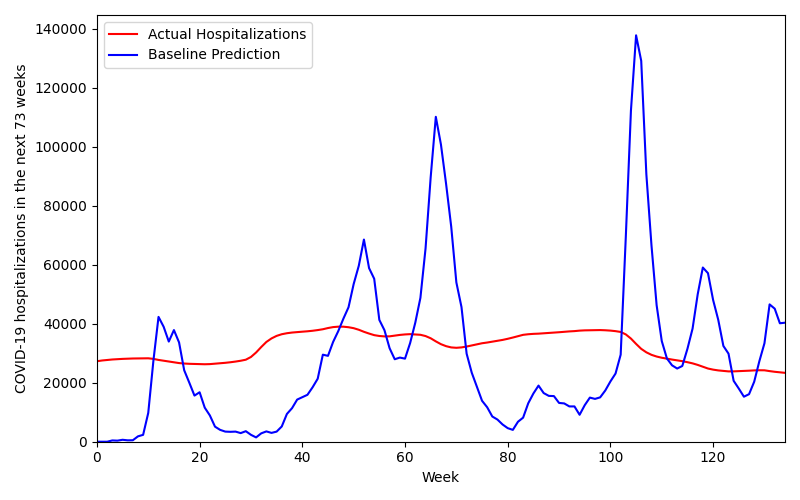 Actual Hospitalizations
Baseline Prediction
COVID-19 hospitalizations in the next 73 weeks
140000
120000
100000
80000
60000
40000
20000
0
0 20 40 60 80 100 120
Week